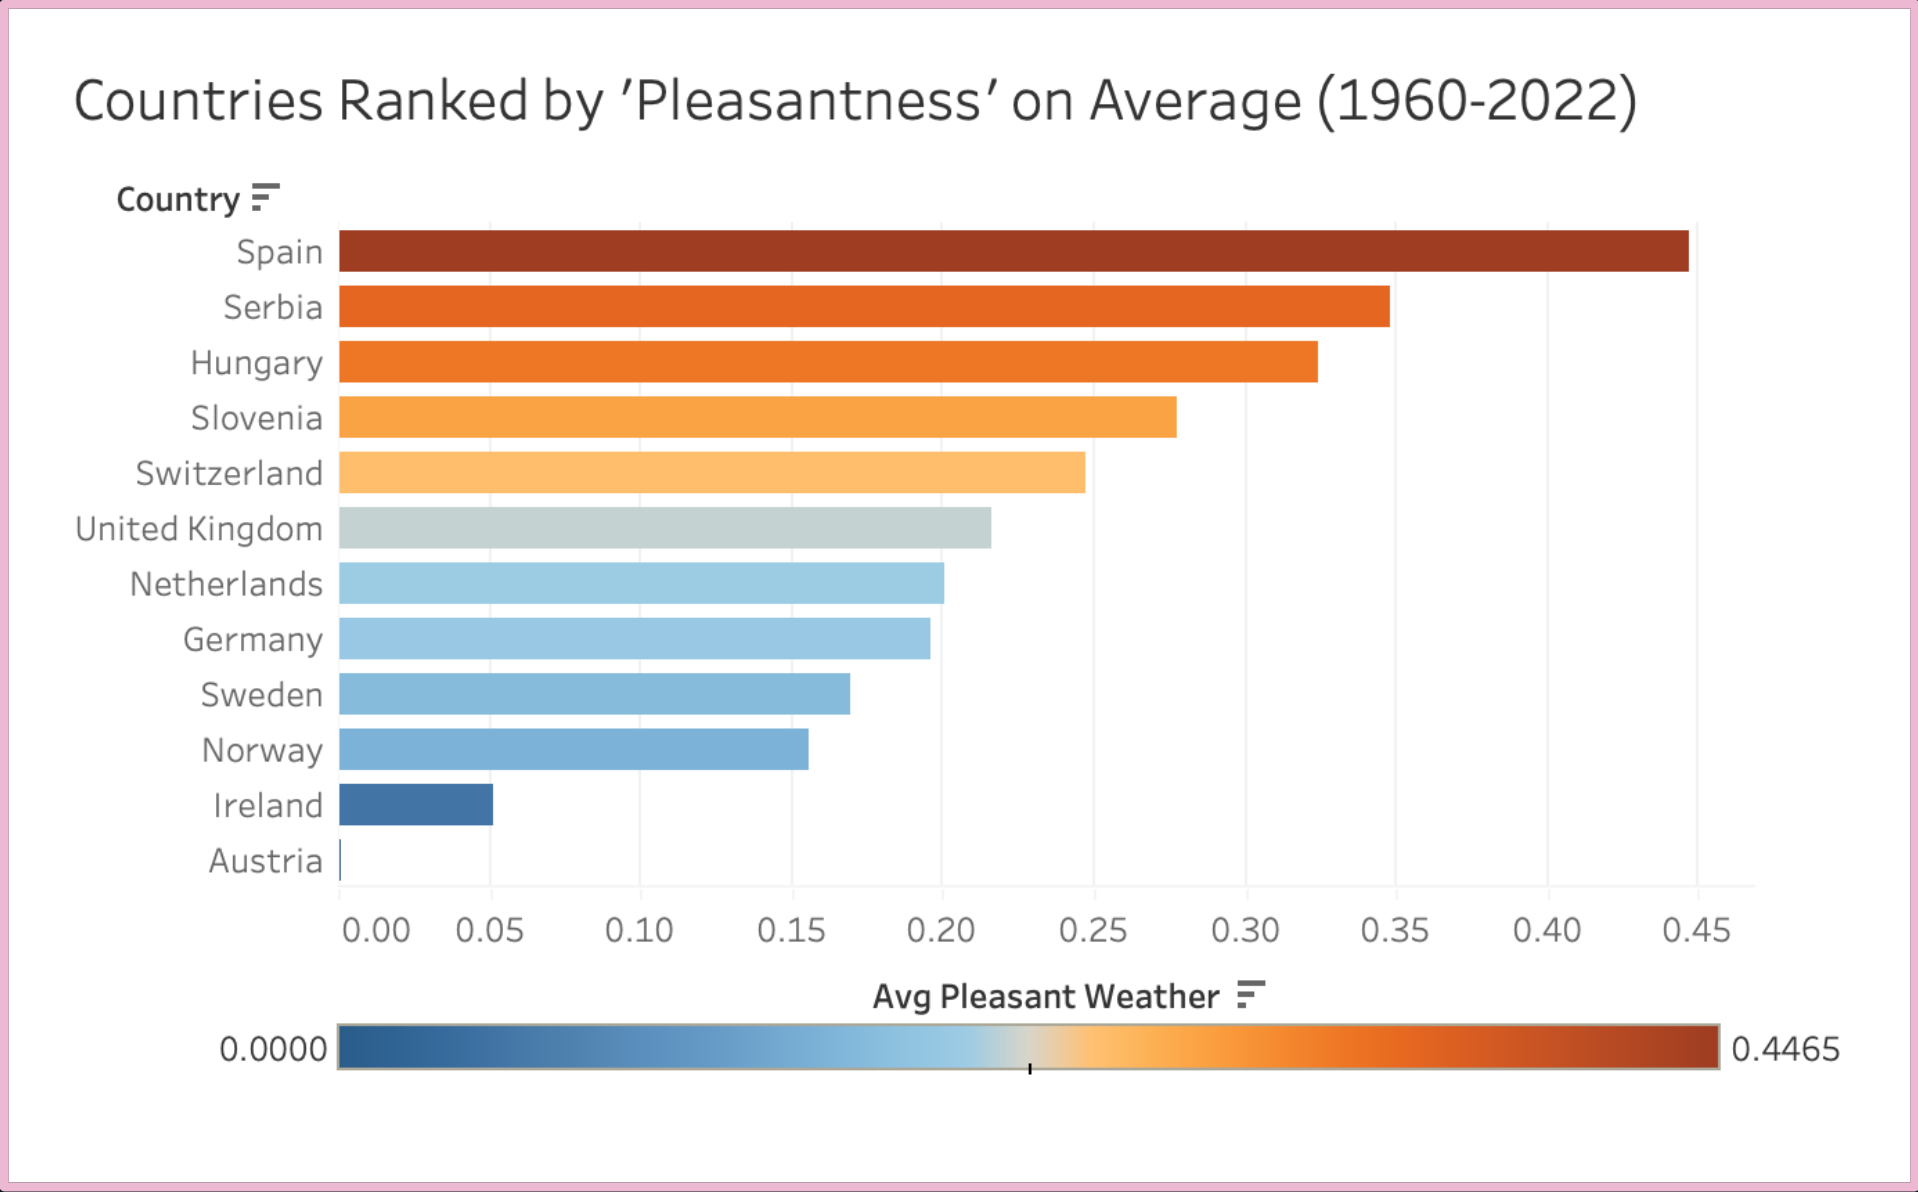 Countries Ranked by 'Pleasantness' on Average (1960-2022)
Country
Spain
Serbia
Hungary
Slovenia
Switzerland
United Kingdom
Netherlands
Germany
Sweden
Norway
Ireland
Austria
0.00 0.05 0.10 0.15 0.20 0.25 0.30 0.35 0.40 0.45
Avg Pleasant Weather
0.0000 0.4465